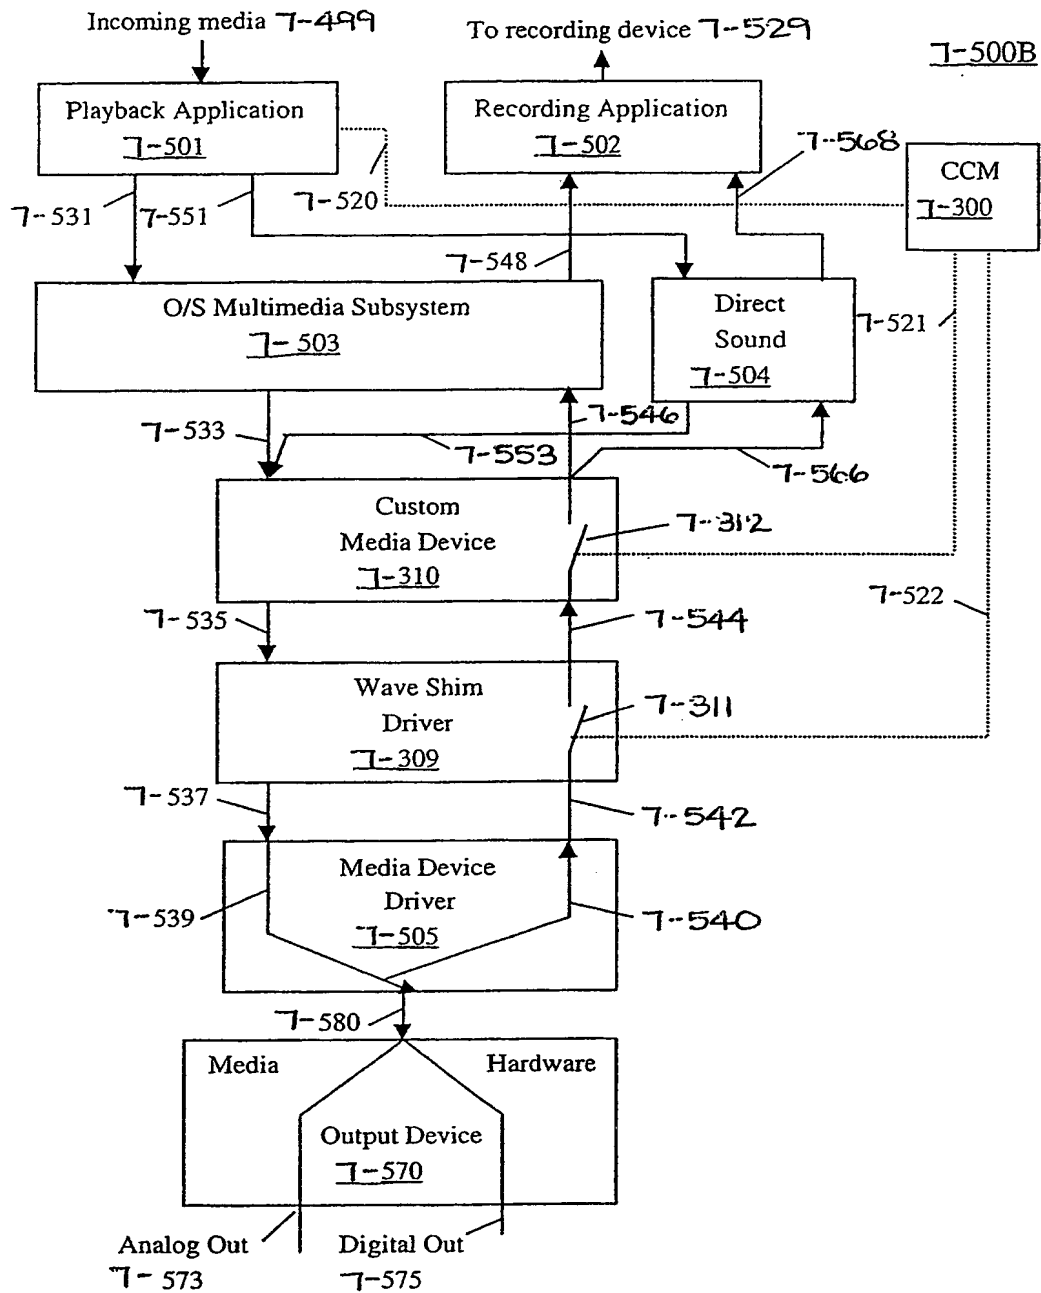 Incoming media 7-499
To recording device 7-529
7-500B
Playback Application
7-501
Recording Application
7-502
7-568
CCM
7-300
7-531
7-551
7-520
7-548
O/S Multimedia Subsystem
7-503
Direct
Sound
7-504
7-521
7-533
7-546
7-553
7-566
Custom
Media Device
7-310
7-312
7-522
7-535
7-544
Wave Shim
Driver
7-309
7-311
7-537
7-542
Media Device
Driver
7-505
7-539
7-540
7-580
Media
Hardware
Output Device
7-570
Analog Out
7-573
Digital Out
7-575